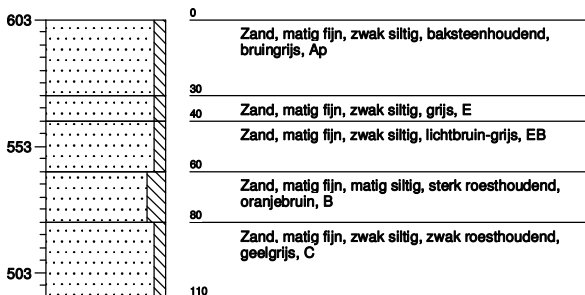 603
0
Zand, matig fijn, zwak siltig, baksteenhoudend,
bruingrijs, Ap
30
Zand, matig fijn, zwak siltig, grijs, E
40
Zand, matig fijn, zwak siltig, lichtbruin-grijs, EB
553
60
Zand, matig fijn, matig siltig, sterk roesthoudend,
oranjebruin, B
80
Zand, matig fijn, zwak siltig, zwak roesthoudend,
geelgrijs, C
503
110